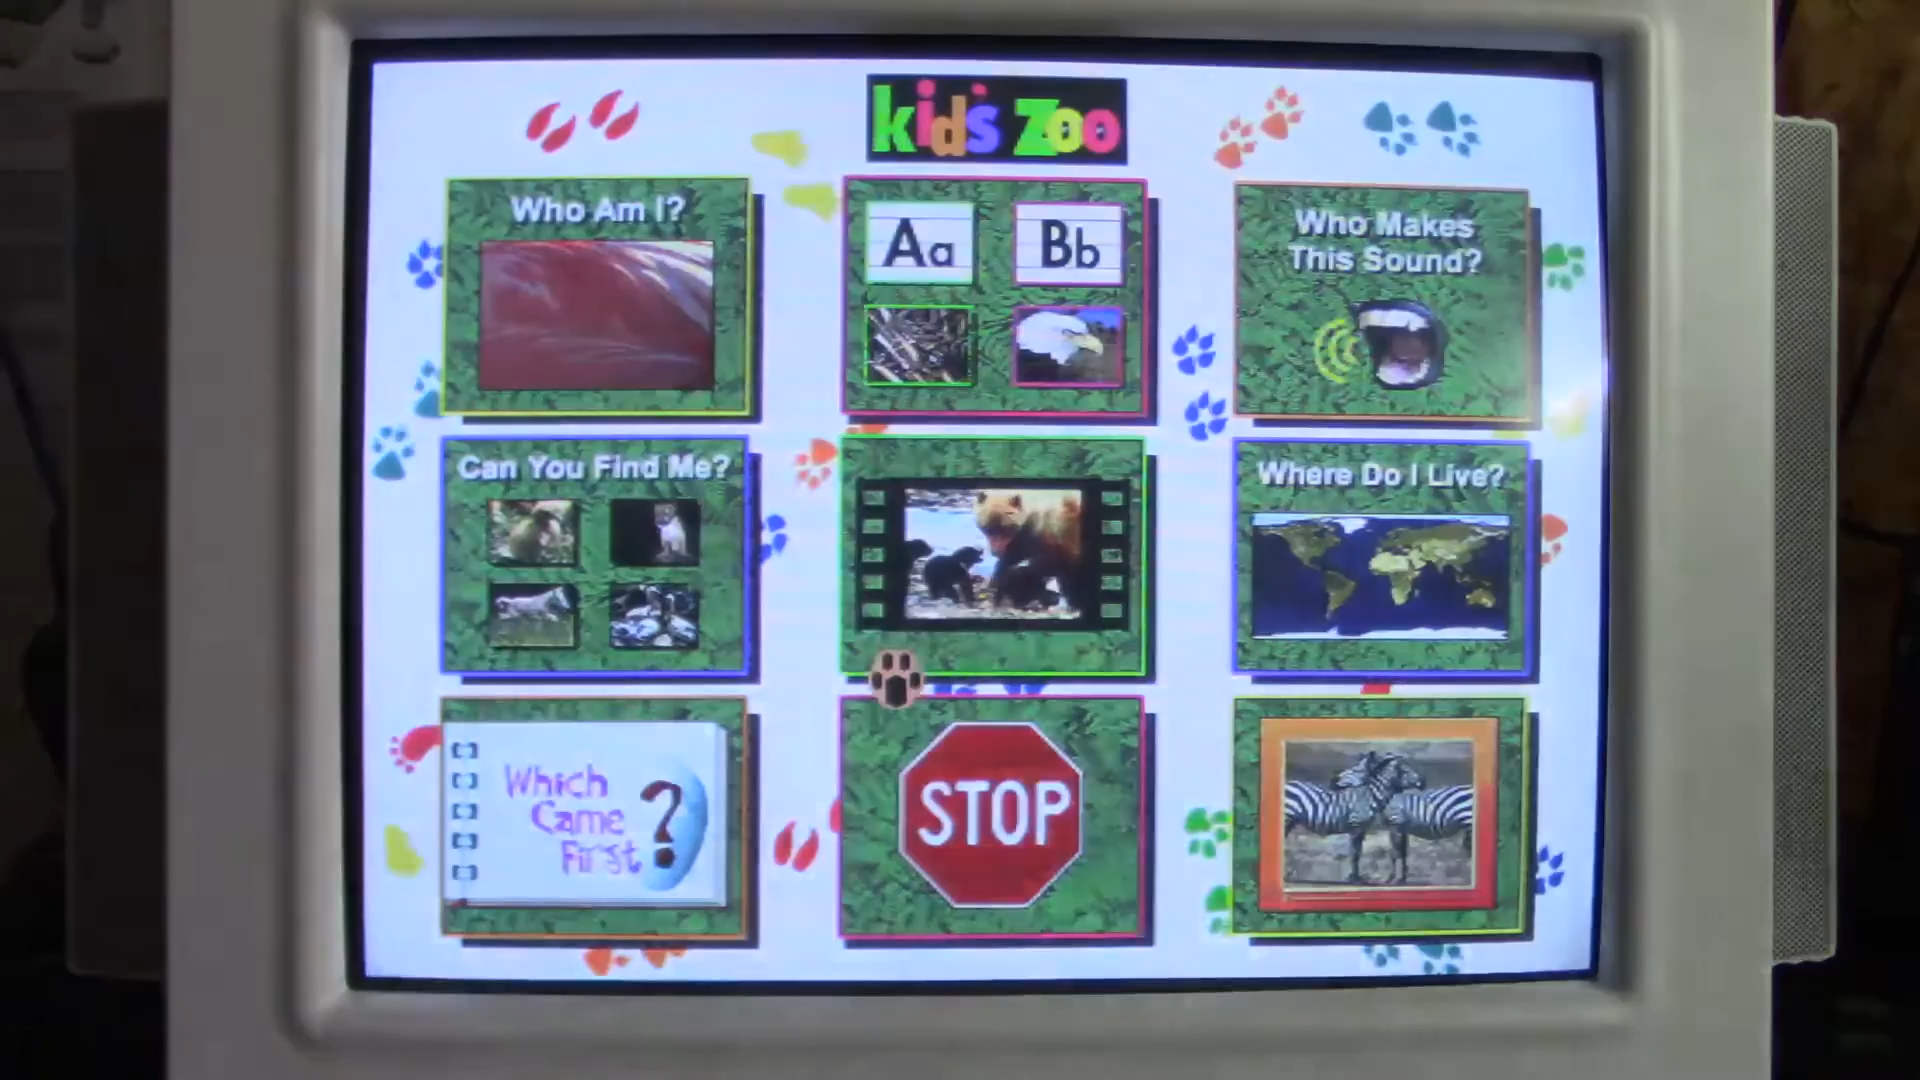 kid's zoo
Who Am I?
Aa
Bb
Who Makes
This Sound?
Can You Find Me?
Where Do I Live?
Which
Came
First
?
STOP